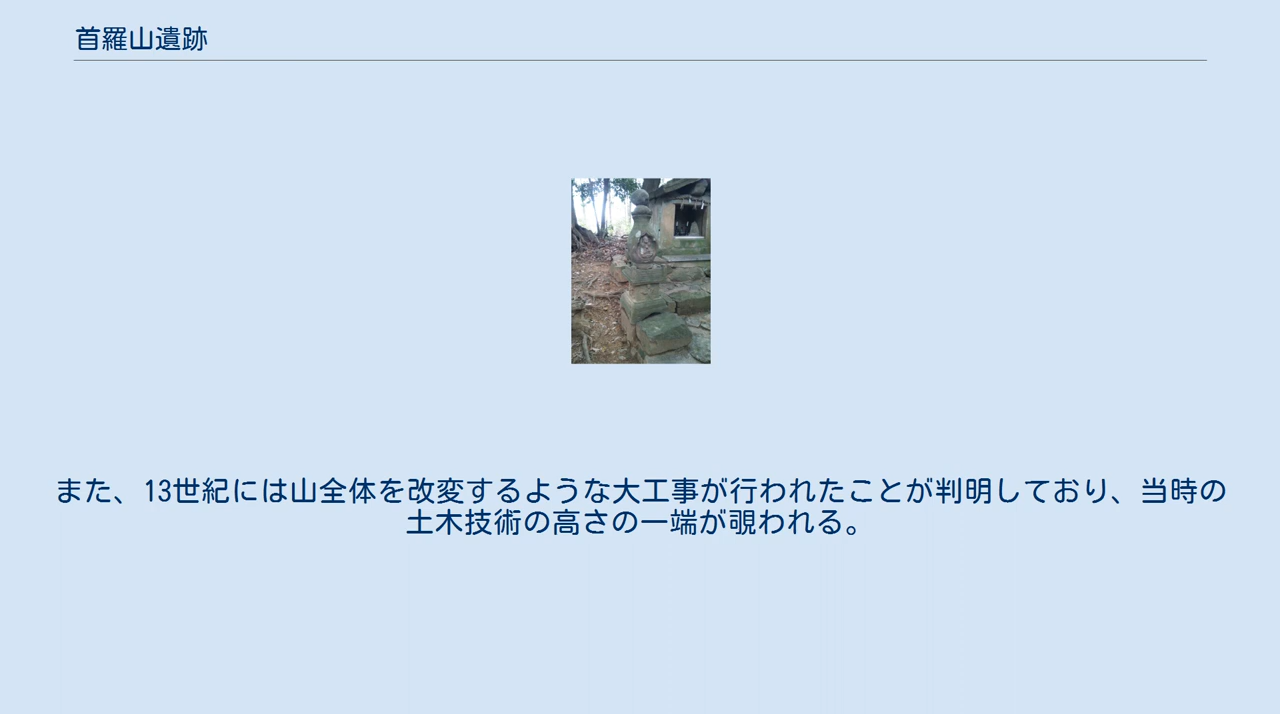 首羅山遺跡
また、13世紀には山全体を改変するような大工事が行われたことが判明しており、当時の
土木技術の高さの一端が覗われる。